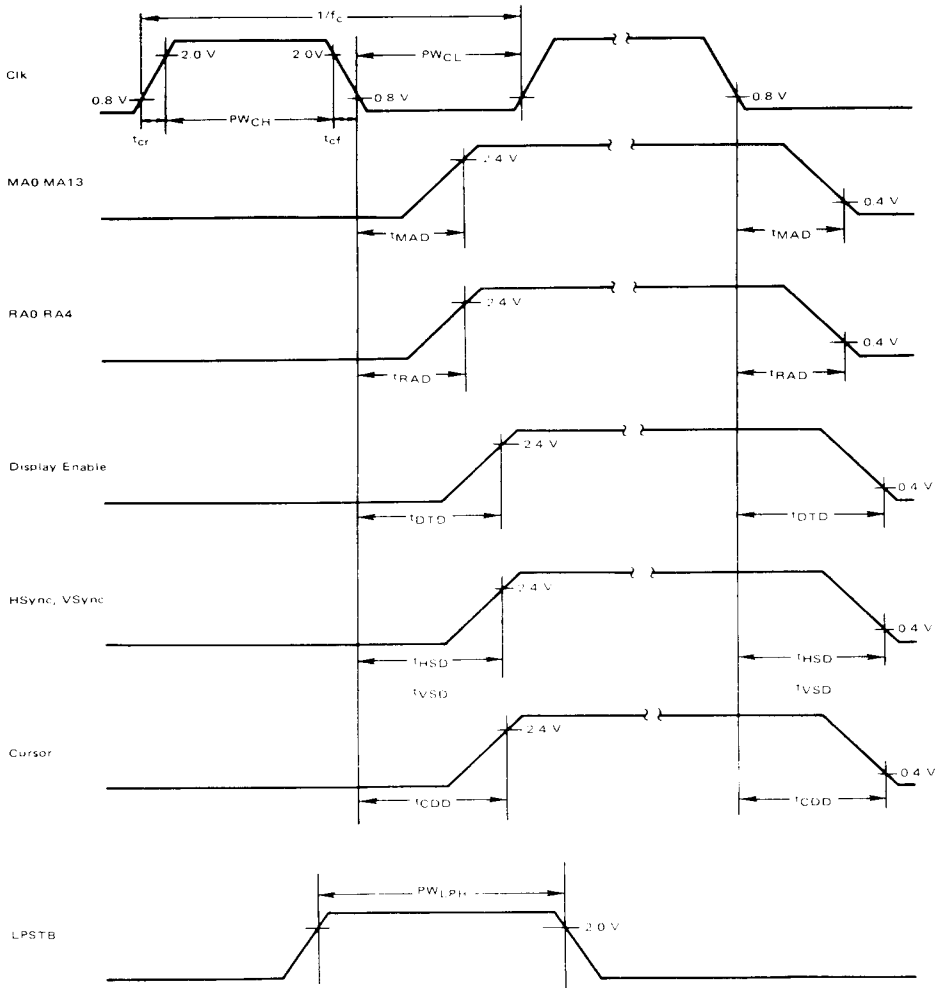 1/fc
2.0 V 2.0V PWCL
Clk
0.8 V 0.8 V 0.8 V
PWCH
tcr tcf
2.4 V
MA0 MA13
0.4 V
tMAD tMAD
2.4 V
RA0 RA4
0.4 V
tRAD tRAD
2.4 V
Display Enable
0.4 V
tDTD tDTD
2.4 V
HSync, VSync
0.4 V
tHSD tHSD
tVSD tVSD
2.4 V
Cursor
0.4 V
tCDD tCDD
PWLPH
LPSTB 2.0 V